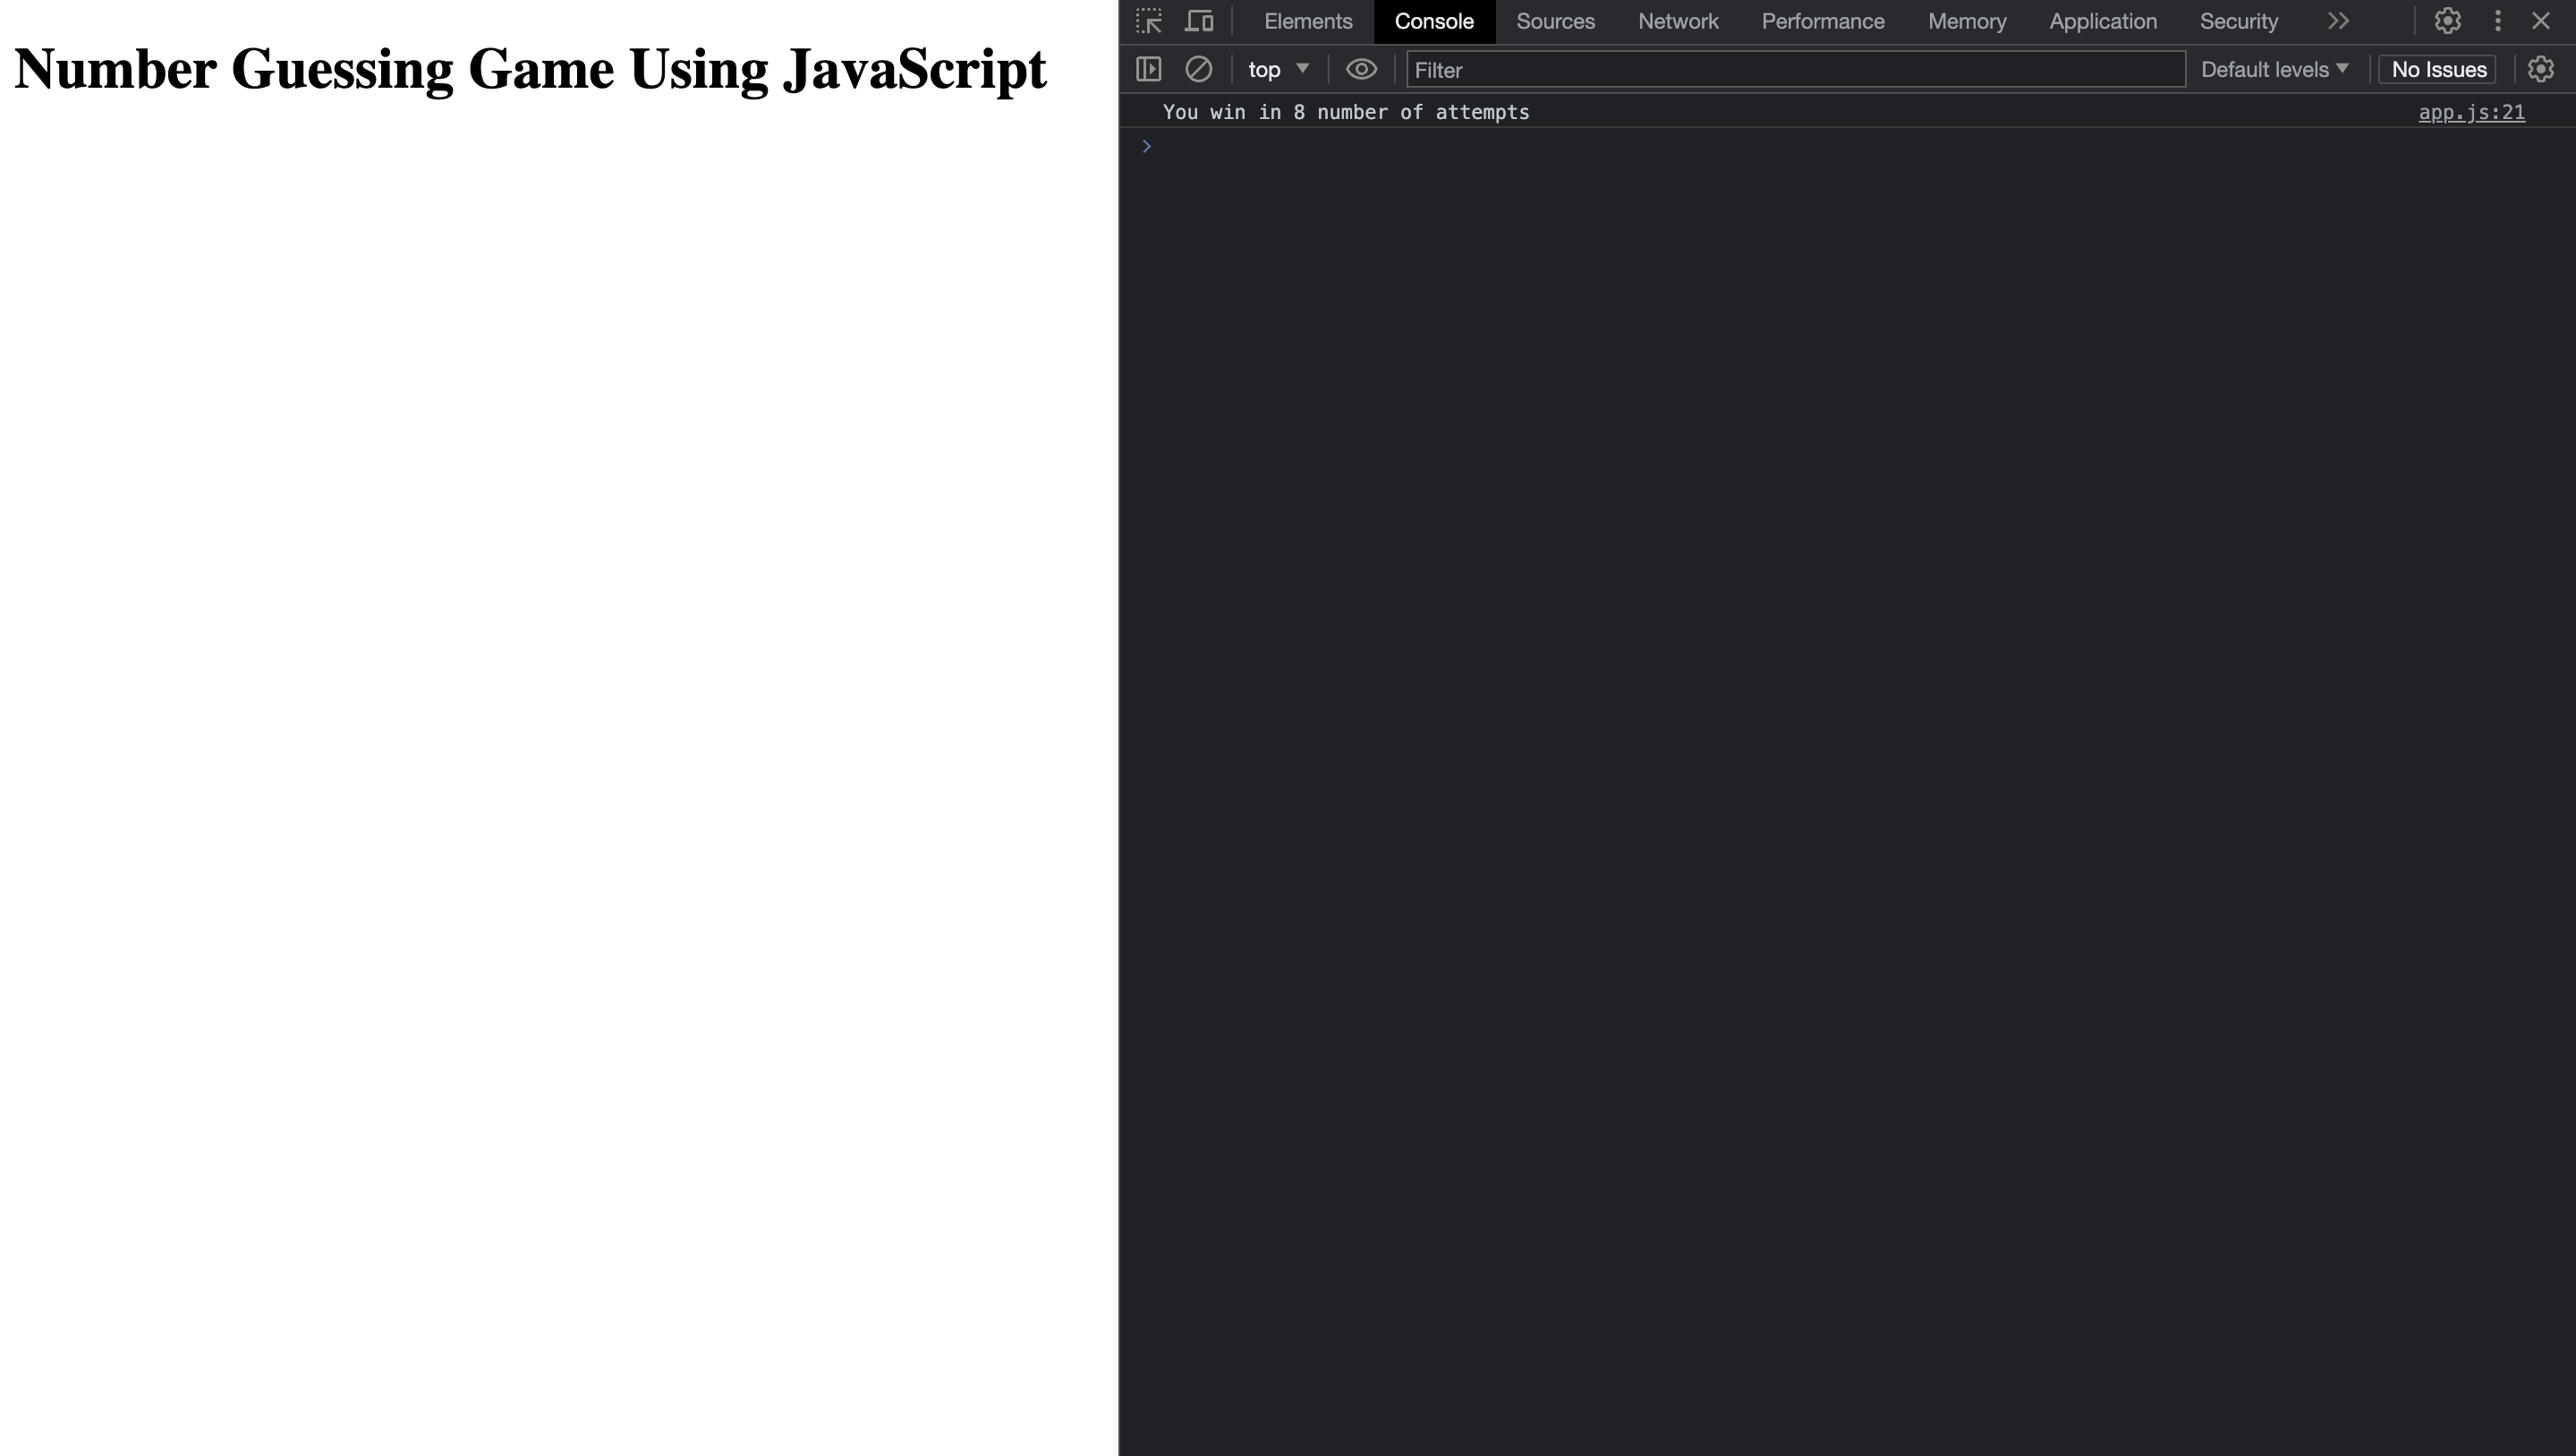 Number Guessing Game Using JavaScript
Elements Console Sources Network Performance Memory Application Security
top Filter Default levels No Issues
You win in 8 number of attempts app.js:21